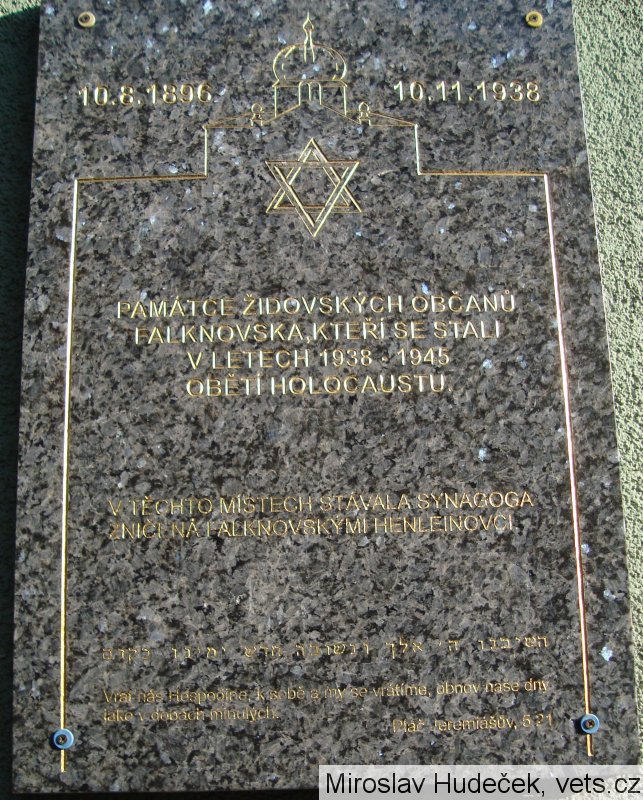 10.8.1896 10.11.1938
PAMÁTCE ŽIDOVSKÝCH OBČANŮ
FALKNOVSKA, KTEŘÍ SE STALI
V LETECH 1938 - 1945
OBĚTÍ HOLOCAUSTU.
V TĚCHTO MÍSTECH STÁVALA SYNAGOGA
ZNIČENÁ FALKNOVSKÝMI HENLEINOVCI.
השיבנו ה׳ אלך ונשובה חדש ימינו כקדם
Vrať nás Hospodine, k sobě a my se vrátíme, obnov naše dny
jako v dobách minulých.
Pláč Jeremiášův, 5.21
Miroslav Hudeček, vets.cz